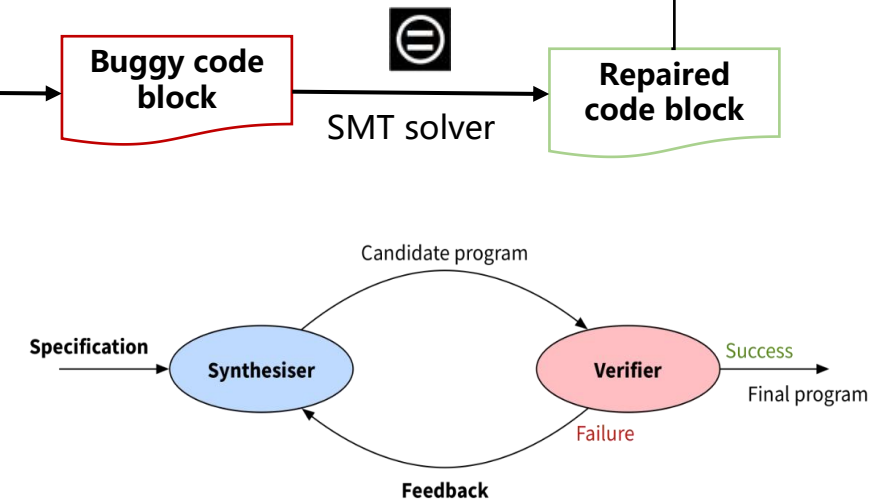 Buggy code
block
SMT solver
Repaired
code block
Candidate program
Specification
Synthesiser
Verifier
Success
Final program
Failure
Feedback